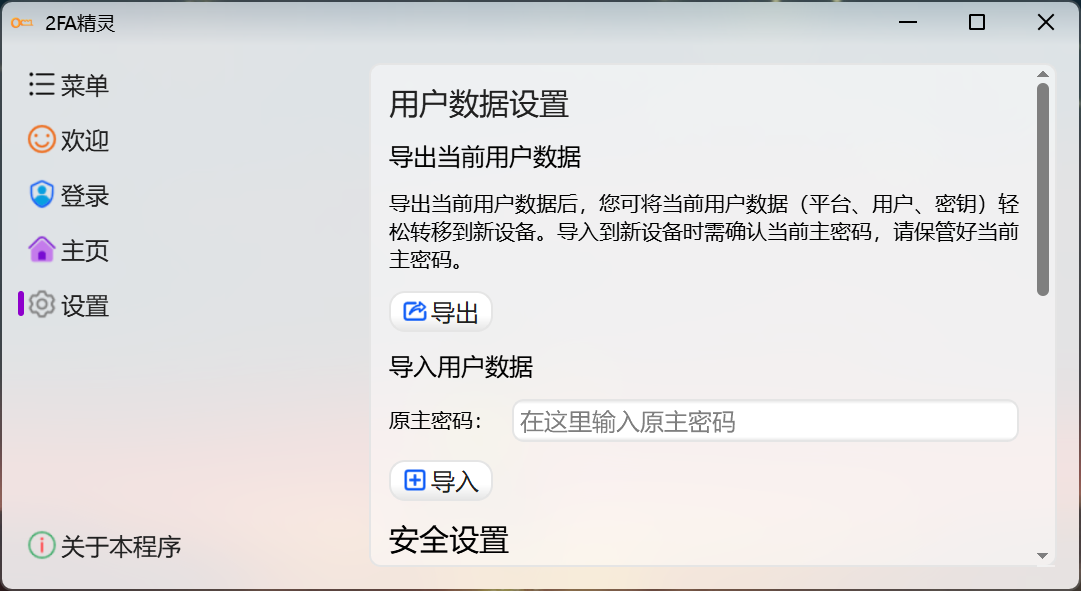 2FA精灵
菜单
欢迎
登录
主页
设置
关于本程序
用户数据设置
导出当前用户数据
导出当前用户数据后，您可将当前用户数据（平台、用户、密钥）轻
松转移到新设备。导入到新设备时需确认当前主密码，请保管好当前
主密码。
导出
导入用户数据
原主密码：
在这里输入原主密码
导入
安全设置